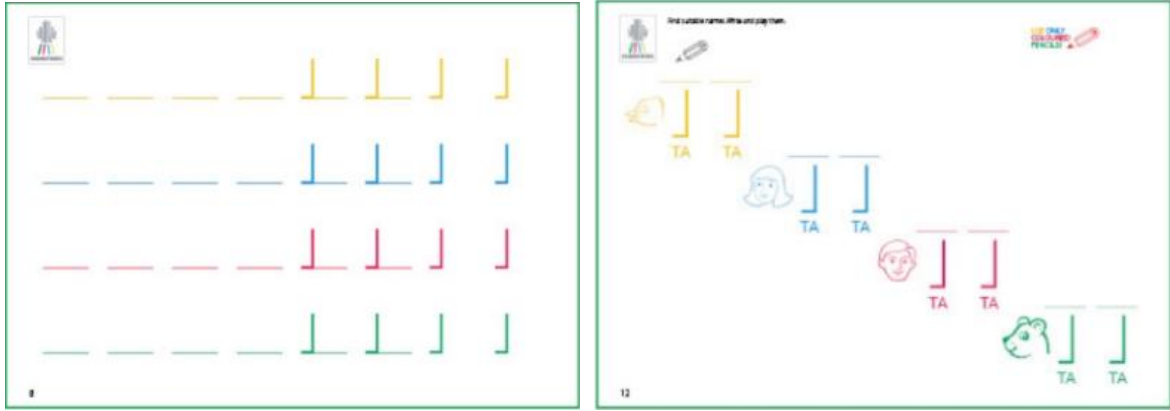 8
Find suitable names. Write and play them.
USE ONLY
COLOURED
PENCILS!
TA TA
TA TA
TA TA
TA TA
12